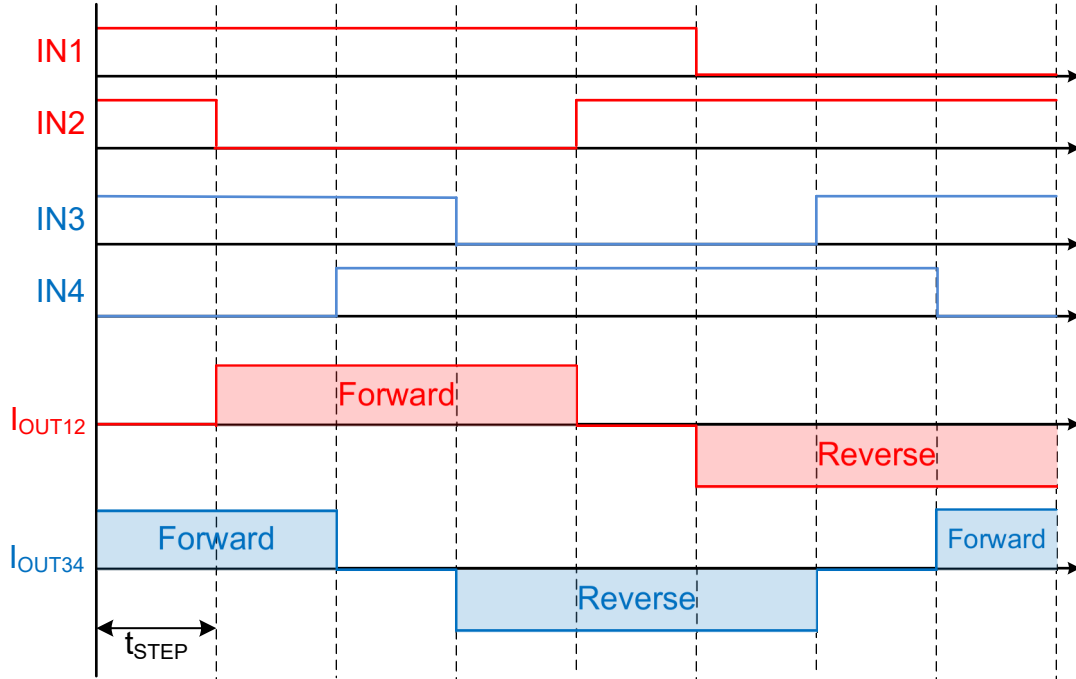 IN1
IN2
IN3
IN4
Forward
IOUT12
Reverse
Forward
Forward
IOUT34
Reverse
tSTEP